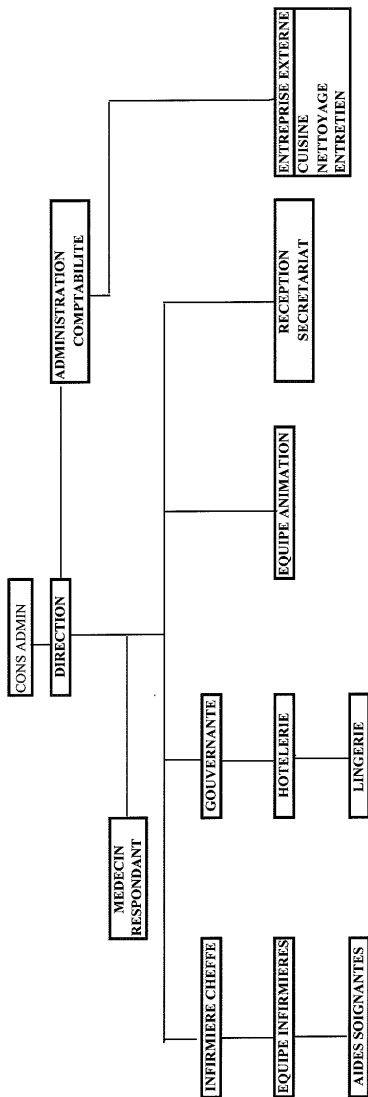 CONS ADMIN
DIRECTION
ADMINISTRATION
COMPTABILITE
MEDECIN
RESPONDANT
INFIRMIERE CHEFFE
GOUVERNANTE
EQUIPE INFIRMIERES
HOTELERIE
EQUIPE ANIMATION
RECEPTION
SECRETARIAT
ENTREPRISE EXTERNE
CUISINE
NETTOYAGE
ENTRETIEN
AIDES SOIGNANTES
LINGERIE